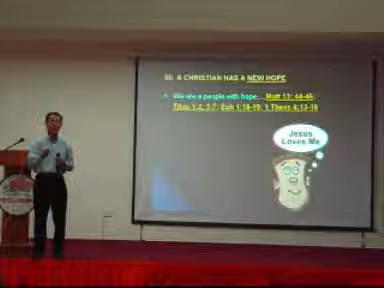 A CHRISTIAN HAS A NEW HOPE
We are a people with hope... Matt 13: 44-46
Titus 1:2, 3:7; Eph 1:18-19; 1 Thess 4:13-18
Jesus
Loves Me